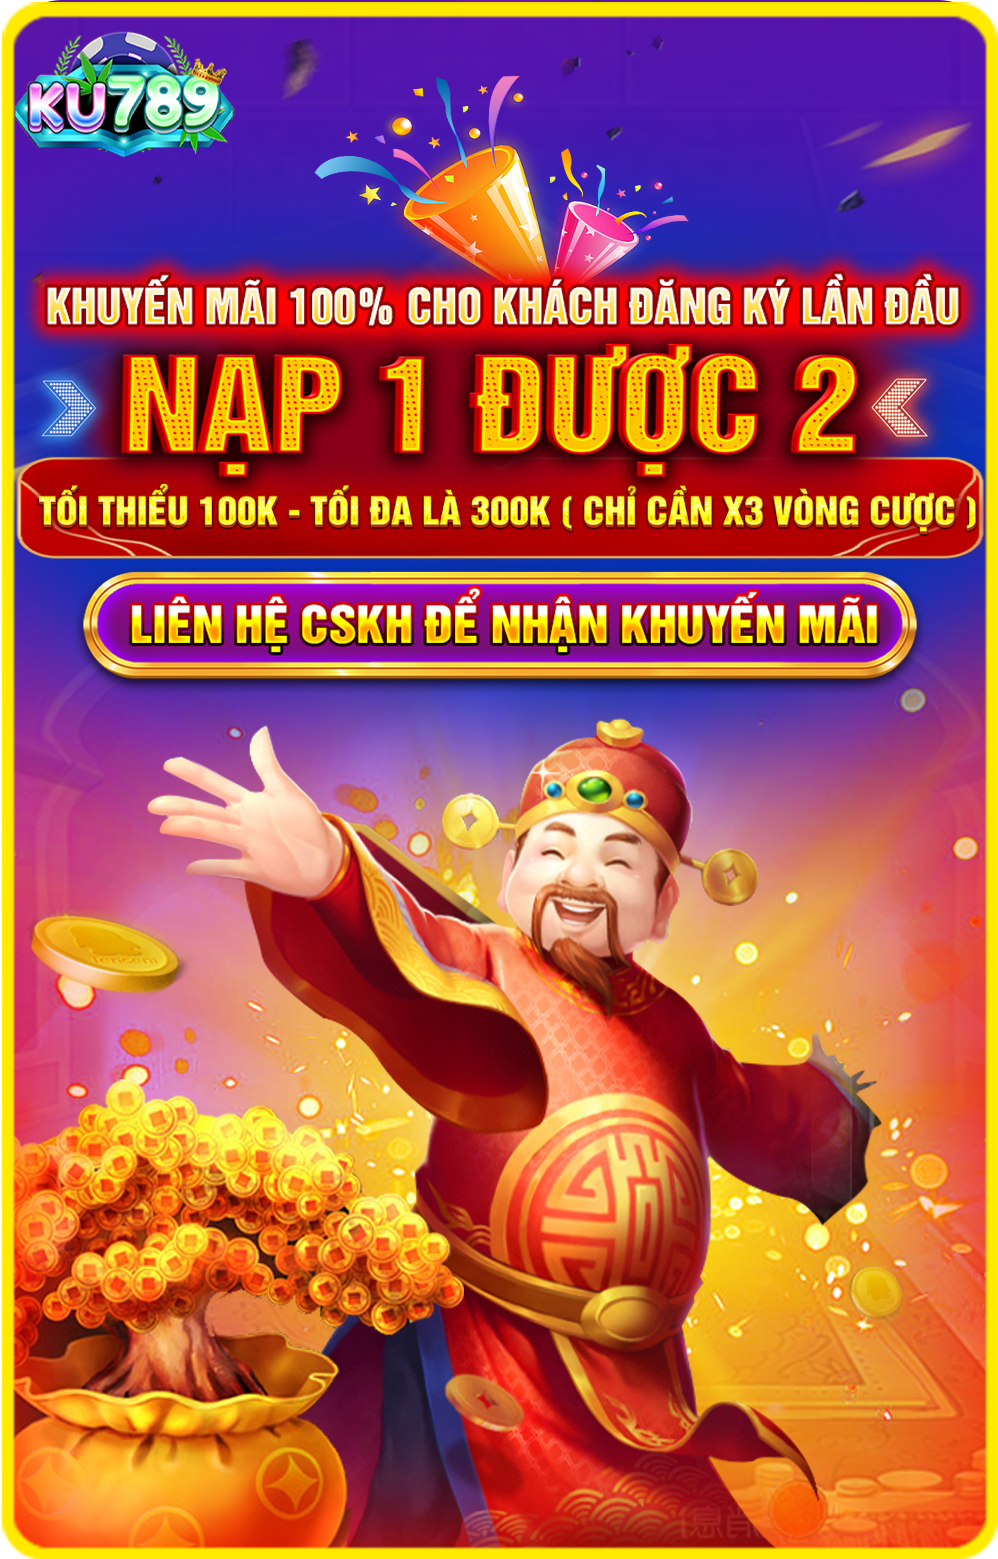 KU789
KHUYẾN MÃI 100% CHO KHÁCH ĐĂNG KÝ LẦN ĐẦU
NẠP 1 ĐƯỢC 2
TỐI THIỂU 100K - TỐI ĐA LÀ 300K ( CHỈ CẦN X3 VÒNG CƯỢC )
LIÊN HỆ CSKH ĐỂ NHẬN KHUYẾN MÃI
Tencent